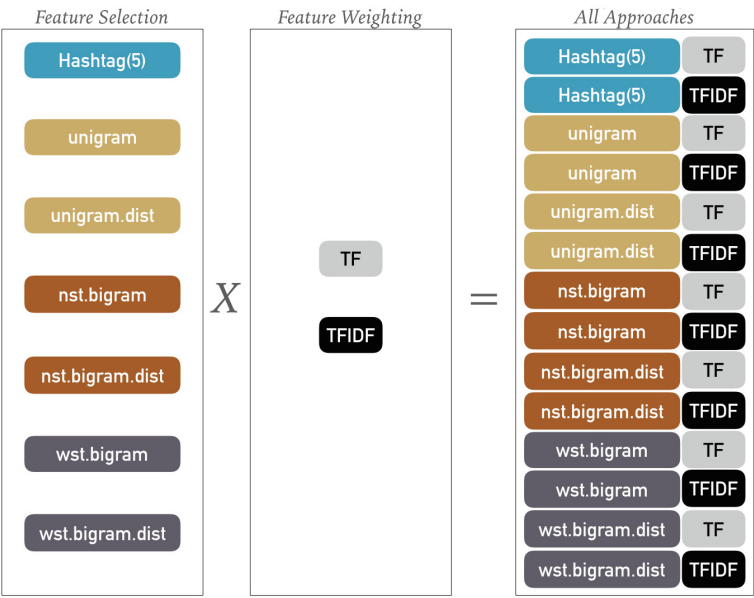 Feature Selection
Feature Weighting
All Approaches
Hashtag(5)
unigram
unigram.dist
nst.bigram
nst.bigram.dist
wst.bigram
wst.bigram.dist
X
TF
TFIDF
=
Hashtag(5) TF
Hashtag(5) TFIDF
unigram TF
unigram TFIDF
unigram.dist TF
unigram.dist TFIDF
nst.bigram TF
nst.bigram TFIDF
nst.bigram.dist TF
nst.bigram.dist TFIDF
wst.bigram TF
wst.bigram TFIDF
wst.bigram.dist TF
wst.bigram.dist TFIDF